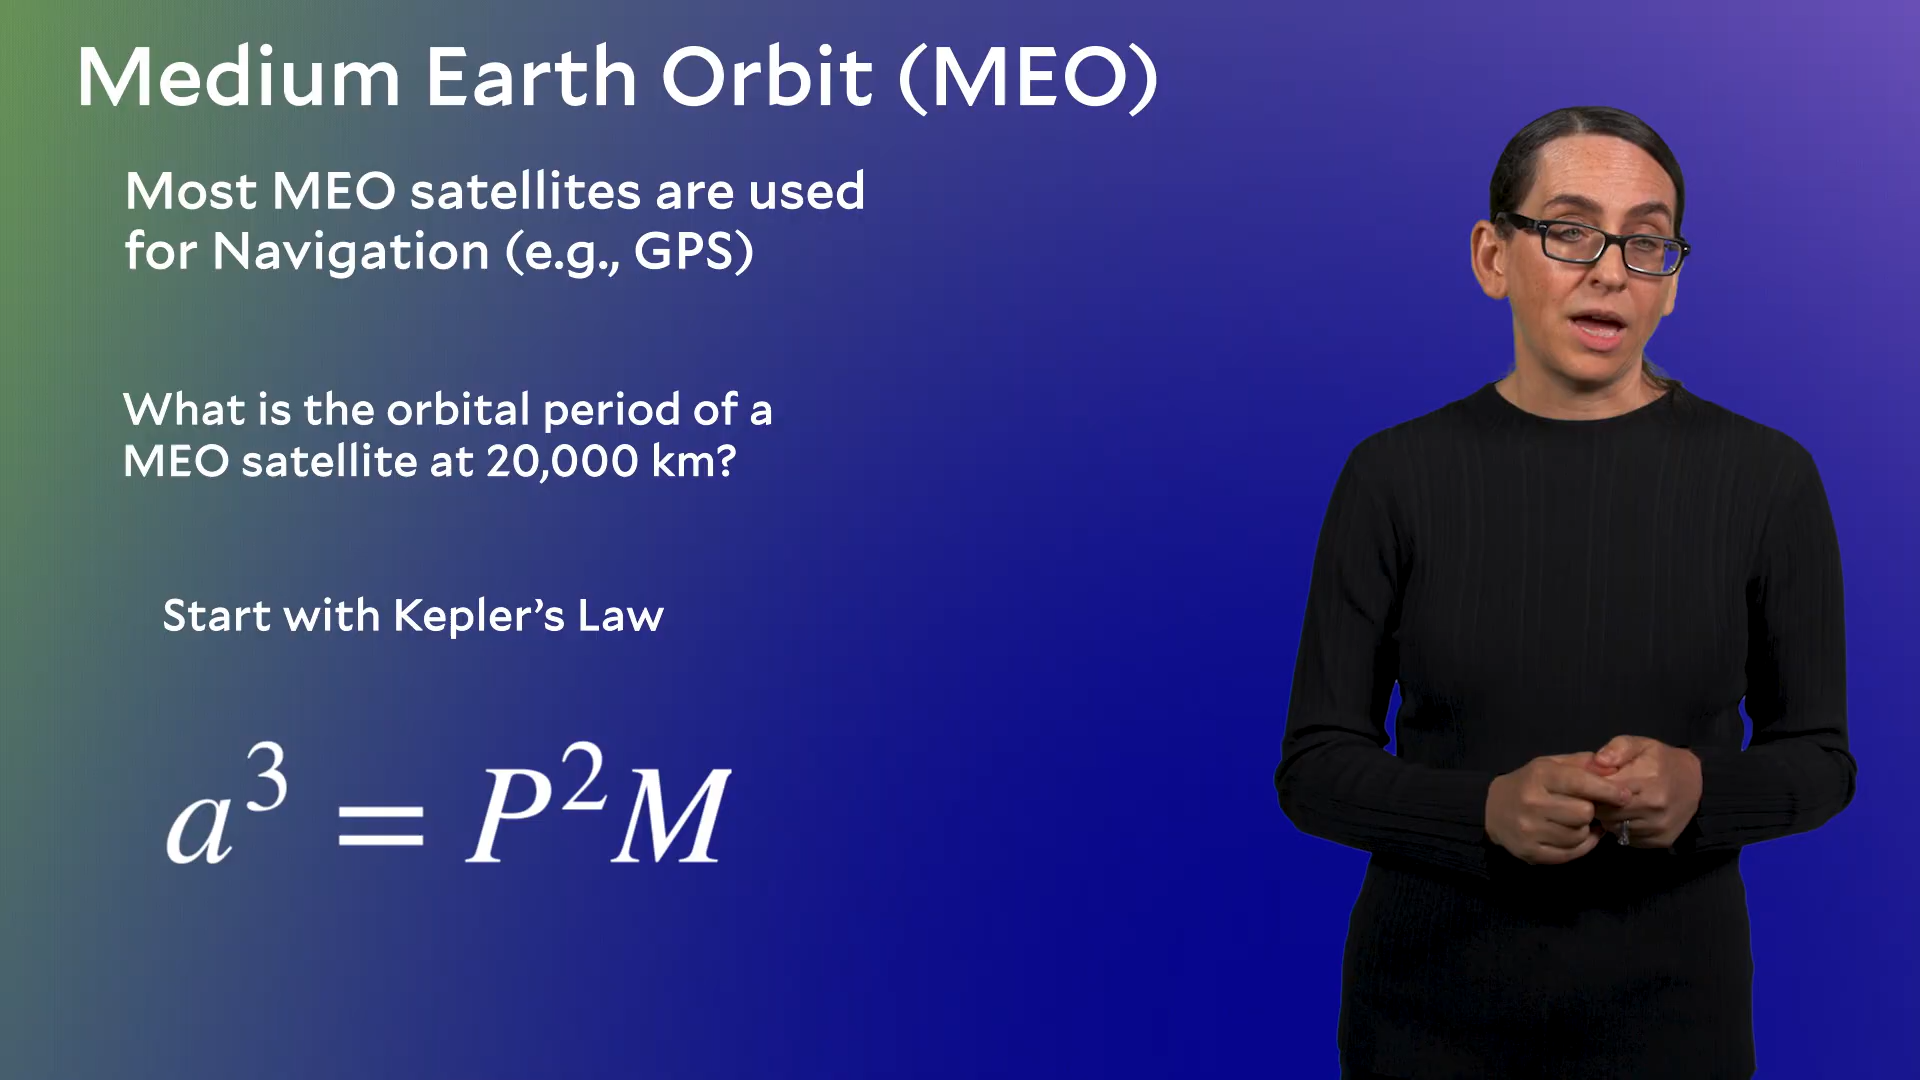 Medium Earth Orbit (MEO)
Most MEO satellites are used
for Navigation (e.g., GPS)
What is the orbital period of a
MEO satellite at 20,000 km?
Start with Kepler’s Law
a³ = P²M